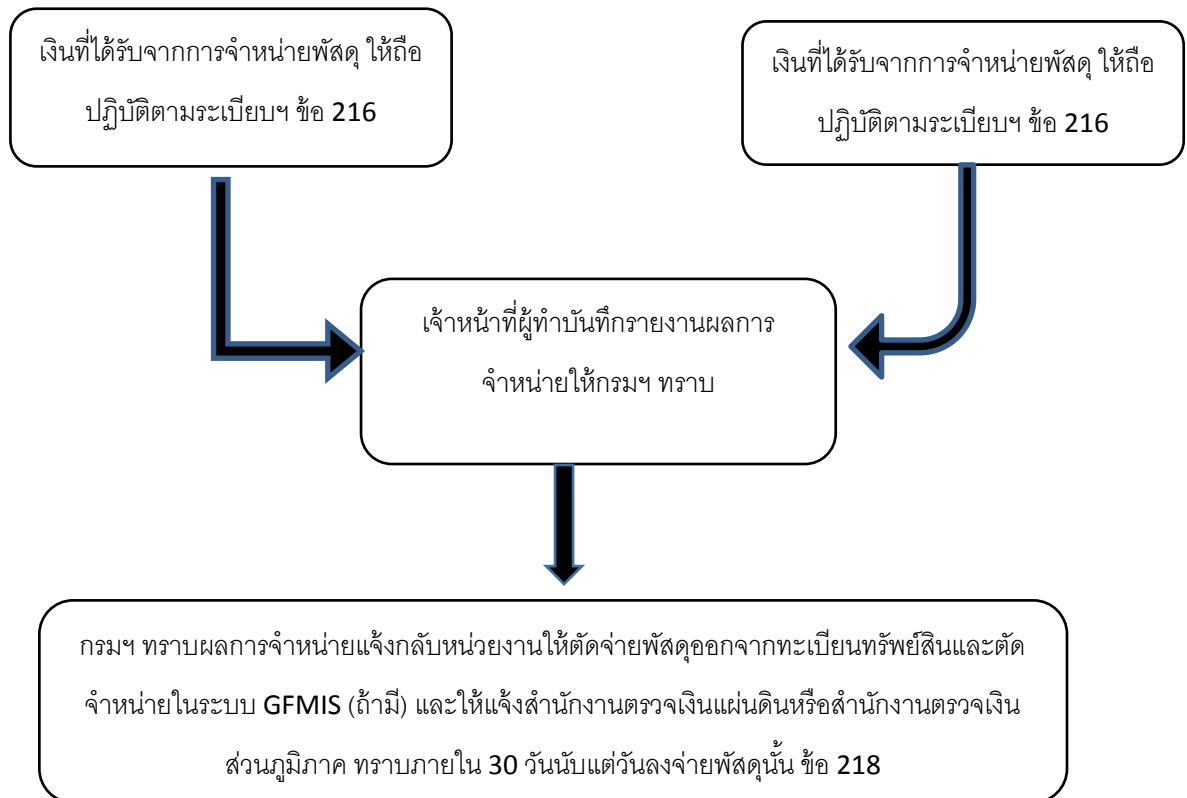 เงินที่ได้รับจากการจำหน่ายพัสดุ ให้ถือ
ปฏิบัติตามระเบียบฯ ข้อ 216
เงินที่ได้รับจากการจำหน่ายพัสดุ ให้ถือ
ปฏิบัติตามระเบียบฯ ข้อ 216
เจ้าหน้าที่ผู้ทำบันทึกรายงานผลการ
จำหน่ายให้กรมฯ ทราบ
กรมฯ ทราบผลการจำหน่ายแจ้งกลับหน่วยงานให้ตัดจ่ายพัสดุออกจากทะเบียนทรัพย์สินและตัด
จำหน่ายในระบบ GFMIS (ถ้ามี) และให้แจ้งสำนักงานตรวจเงินแผ่นดินหรือสำนักงานตรวจเงิน
ส่วนภูมิภาค ทราบภายใน 30 วันนับแต่วันลงจ่ายพัสดุนั้น ข้อ 218